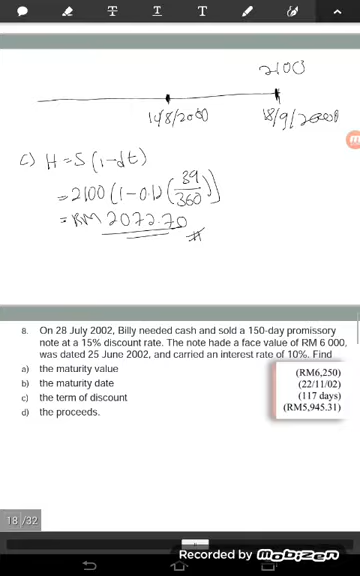 2100
14/8/2000
18/9/2000
c) H = S (1-dt)
= 2100 (1 - 0.12 (39/360))
= RM 2072.70 #
8. On 28 July 2002, Billy needed cash and sold a 150-day promissory
note at a 15% discount rate. The note hade a face value of RM 6 000,
was dated 25 June 2002, and carried an interest rate of 10%. Find
a) the maturity value
b) the maturity date
c) the term of discount
d) the proceeds.
(RM6,250)
(22/11/02)
(117 days)
(RM5,945.31)
18 /32
Recorded by mobizen